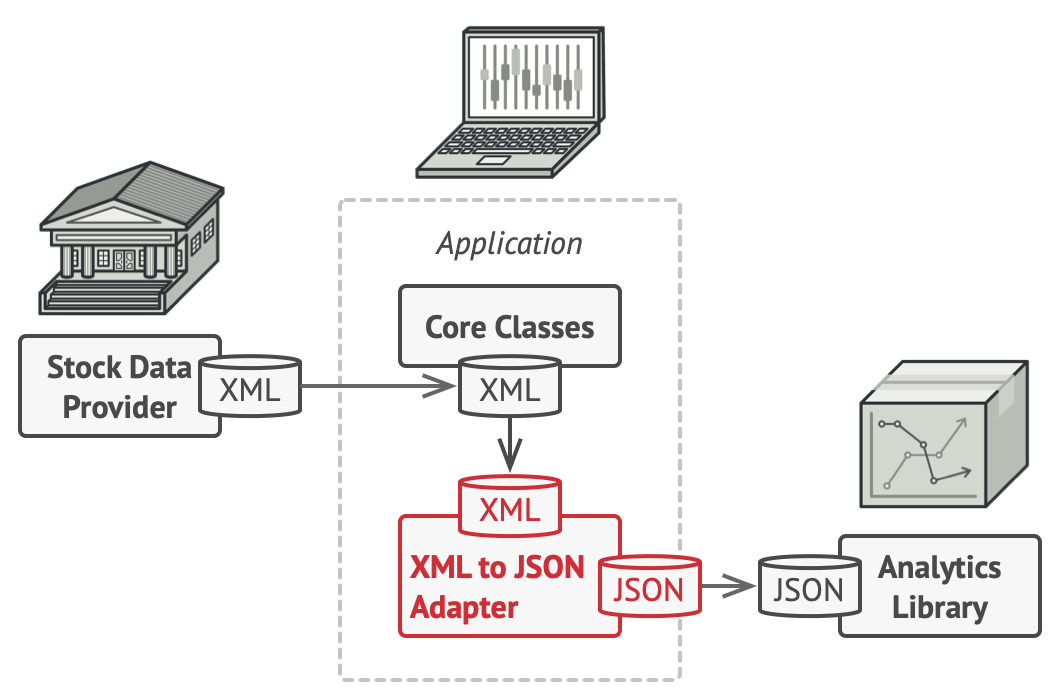 Application
Core Classes
Stock Data
Provider
XML
XML
XML
XML to JSON
Adapter
JSON
JSON
Analytics
Library